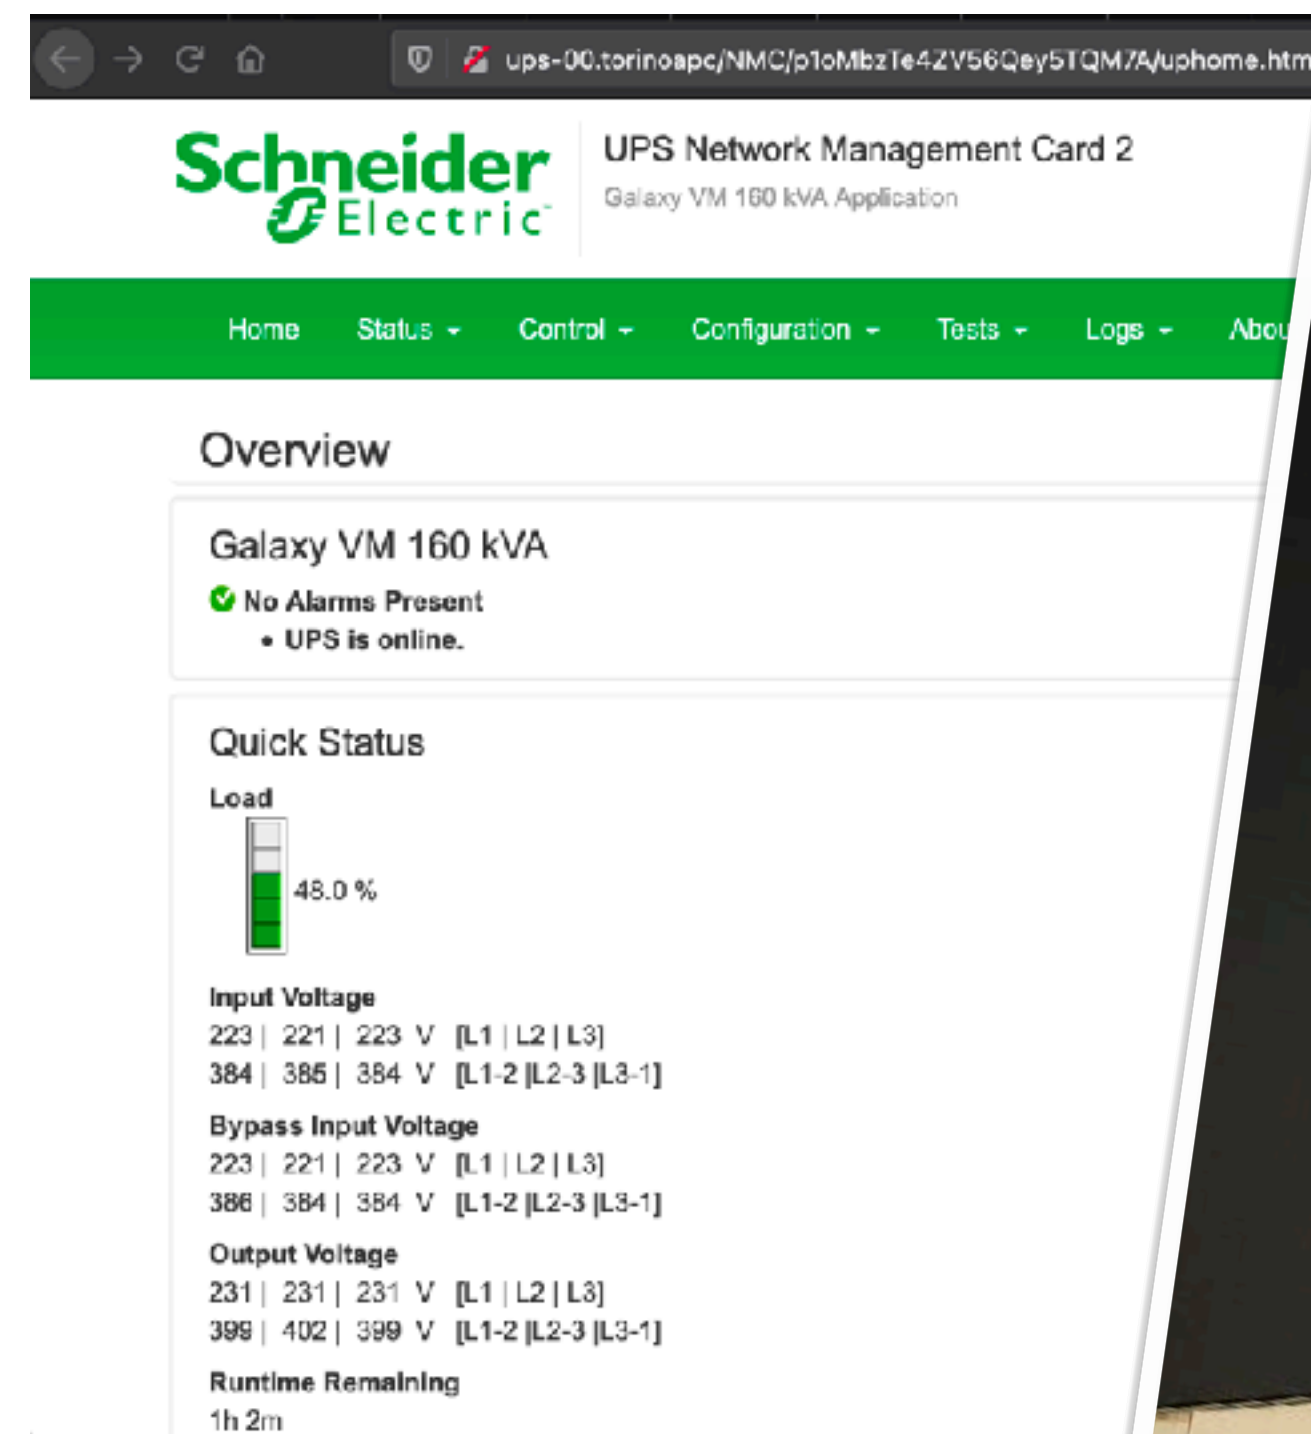 ups-00.torinoapc/NMC/p1oMbzTe4ZV56Qey5TQM7A/uphome.htm
Schneider
Electric
UPS Network Management Card 2
Galaxy VM 160 kVA Application
Home Status Control Configuration Tests Logs Abou
Overview
Galaxy VM 160 kVA
No Alarms Present
• UPS is online.
Quick Status
Load
48.0 %
Input Voltage
223 | 221 | 223 V [L1 | L2 | L3]
384 | 385 | 384 V [L1-2 |L2-3 |L3-1]
Bypass Input Voltage
223 | 221 | 223 V [L1 | L2 | L3]
386 | 384 | 384 V [L1-2 |L2-3 |L3-1]
Output Voltage
231 | 231 | 231 V [L1 | L2 | L3]
399 | 402 | 399 V [L1-2 |L2-3 |L3-1]
Runtime Remaining
1h 2m